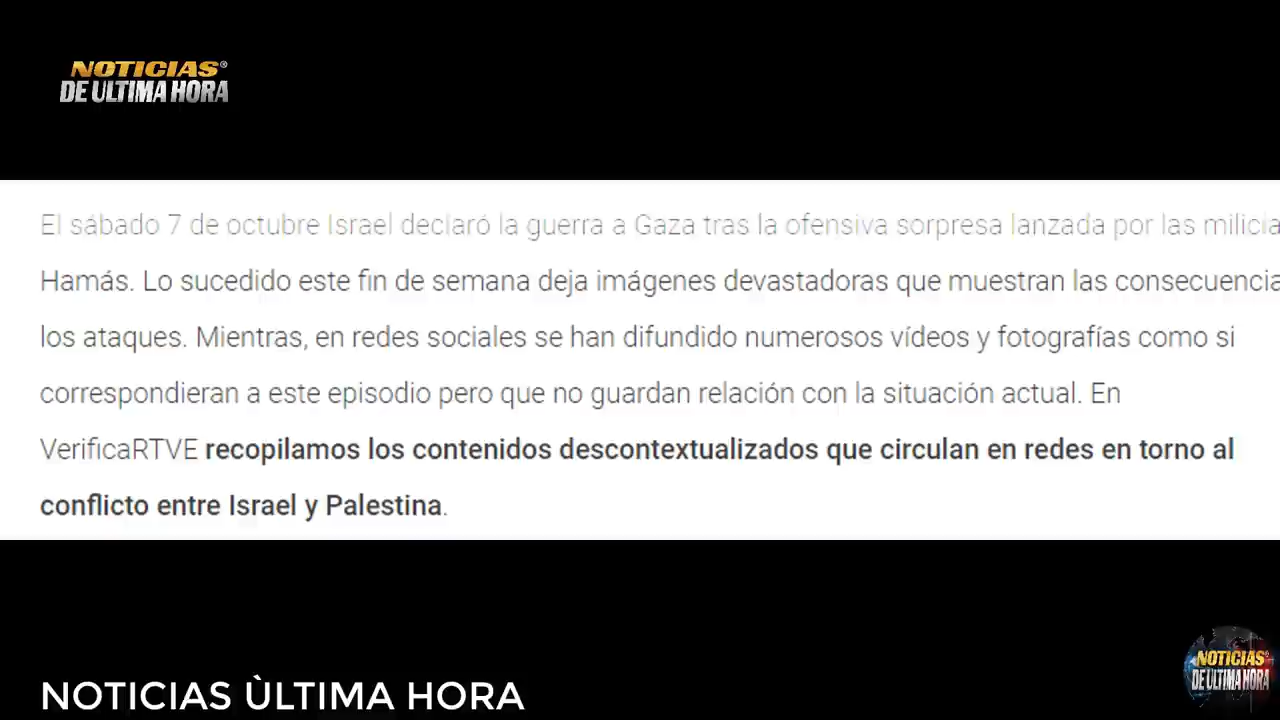 NOTICIAS®
DE ULTIMA HORA
El sábado 7 de octubre Israel declaró la guerra a Gaza tras la ofensiva sorpresa lanzada por las milicia
Hamás. Lo sucedido este fin de semana deja imágenes devastadoras que muestran las consecuencia
los ataques. Mientras, en redes sociales se han difundido numerosos vídeos y fotografías como si
correspondieran a este episodio pero que no guardan relación con la situación actual. En
VerificaRTVE recopilamos los contenidos descontextualizados que circulan en redes en torno al
conflicto entre Israel y Palestina.
NOTICIAS®
DE ULTIMA HORA
NOTICIAS ÙLTIMA HORA